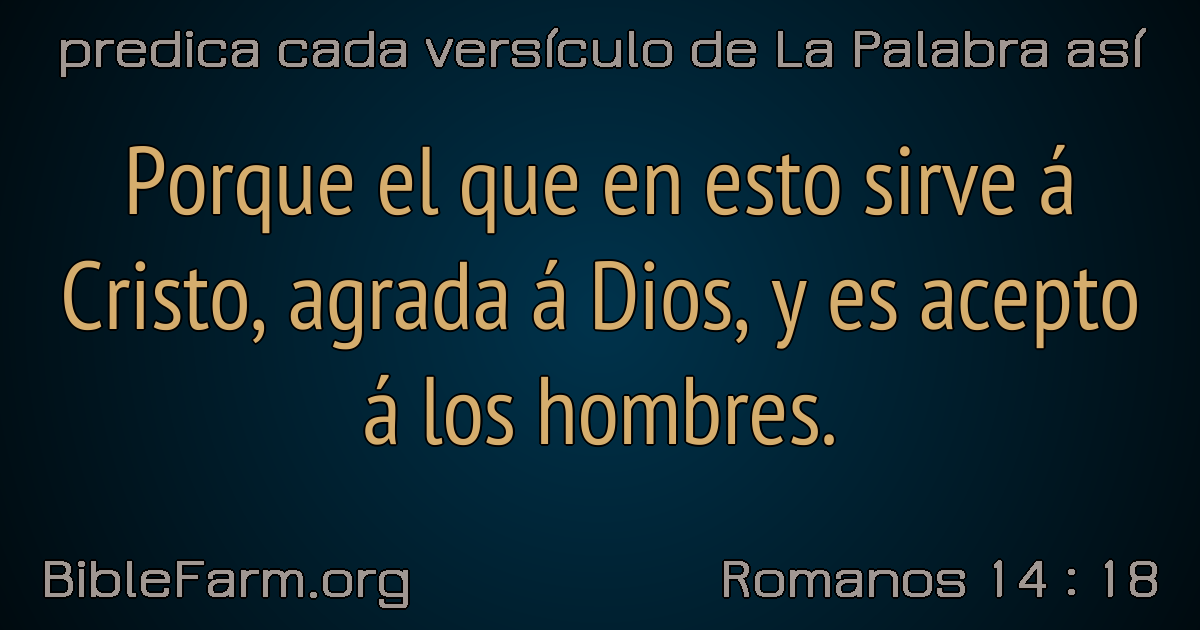 predica cada versículo de La Palabra así
Porque el que en esto sirve á
Cristo, agrada á Dios, y es acepto
á los hombres.
BibleFarm.org
Romanos 14 : 18